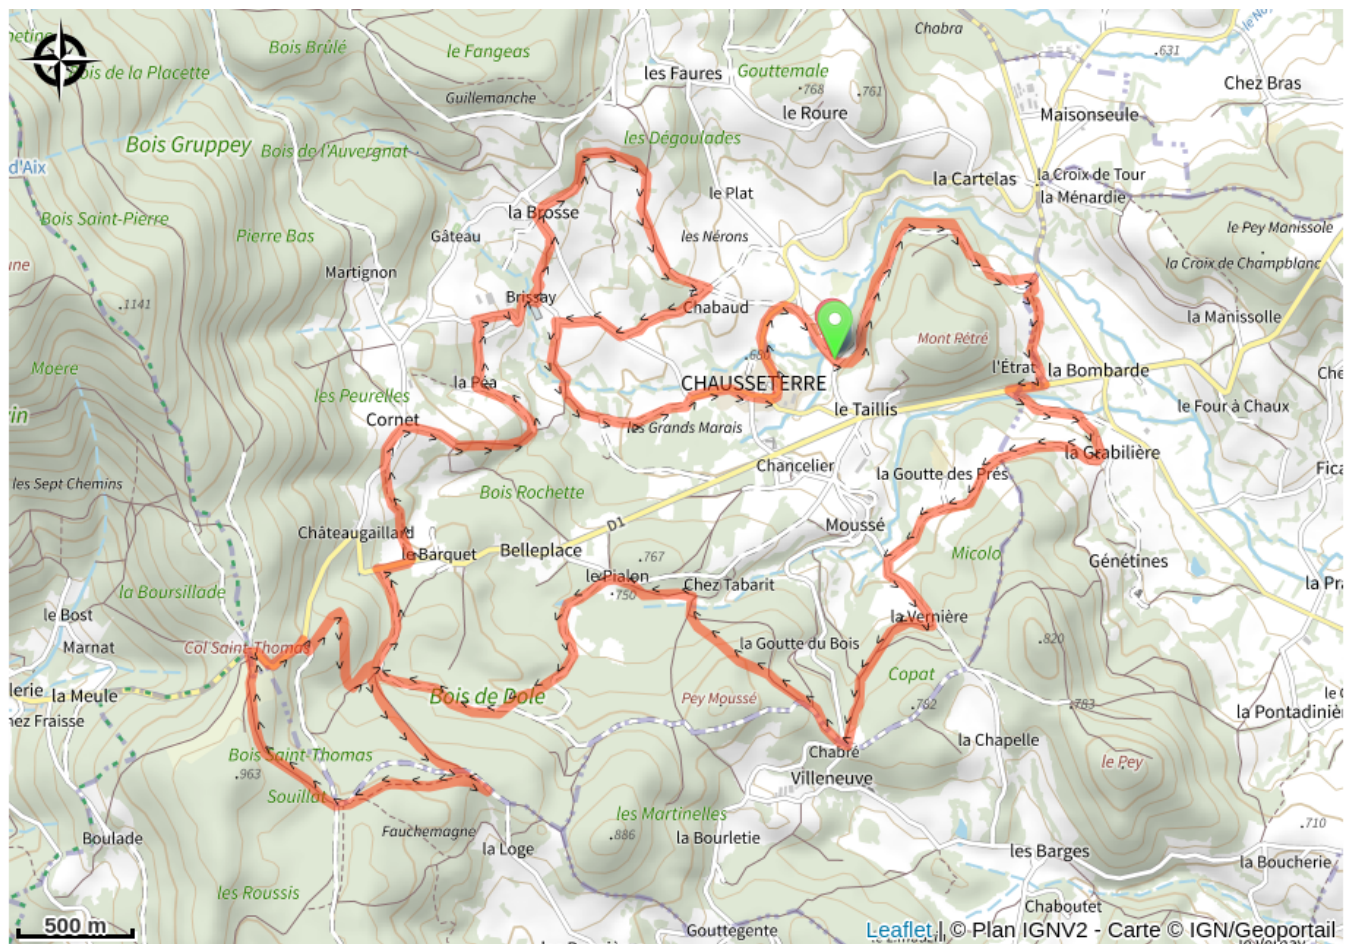 Chabra
Bois Brûlé
le Fangeas
.631
les Faures
Gouttemale
Bois de la Placette
Chez Bras
.768
.761
Guillemanche
le Roure
Maisonseule
les Dégoulades
Bois Gruppey
Bois de l'Auvergnat
d'Aix
la Croix de Tour
la Cartelas
le Plat
la Ménardie
Bois Saint-Pierre
la Brosse
le Pey Manissole
Pierre Bas
Gâteau
les Nérons
la Croix de Champblanc
Martignon
Brissay
.1141
Chabaud
la Manissolle
Mont Pétré
Moere
l'Étrat
la Bombarde
la Péa
CHAUSSETERRE
les Peurelles
le Taillis
le Four à Chaux
Cornet
les Grands Marais
la Grabilière
Chancelier
la Goutte des Prés
les Sept Chemins
Bois Rochette
D1
Moussé
Châteaugaillard
le Barquet
Belleplace
.767
Micolo
Génétines
le Pialon
Chez Tabarit
la Boursillade
.750
le Bost
la Vernière
.820
Marnat
Col Saint-Thomas
la Goutte du Bois
Copat
la Meule
Bois de Dole
Pey Moussé
.782
.783
la Pontadiniè
Chabré
la Chapelle
Bois Saint-Thomas
le Pey
.963
Villeneuve
Souillat
les Martinelles
Fauchemagne
.886
.710
Boulade
la Bourletie
la Loge
les Barges
la Boucherie
les Roussis
Chaboutet
500 m
Gouttegente
Leaflet | © Plan IGNV2 - Carte © IGN/Geoportail